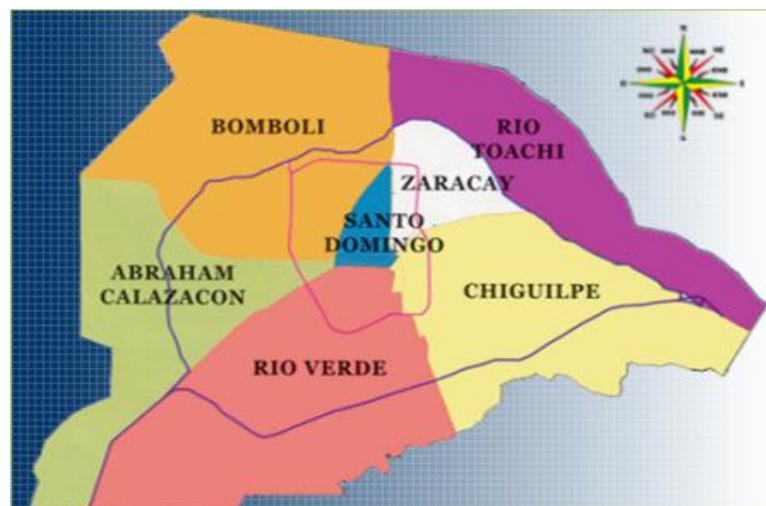 N
BOMBOLI
RIO
TOACHI
ZARACAY
SANTO
DOMINGO
ABRAHAM
CALAZACON
CHIGUILPE
RIO VERDE